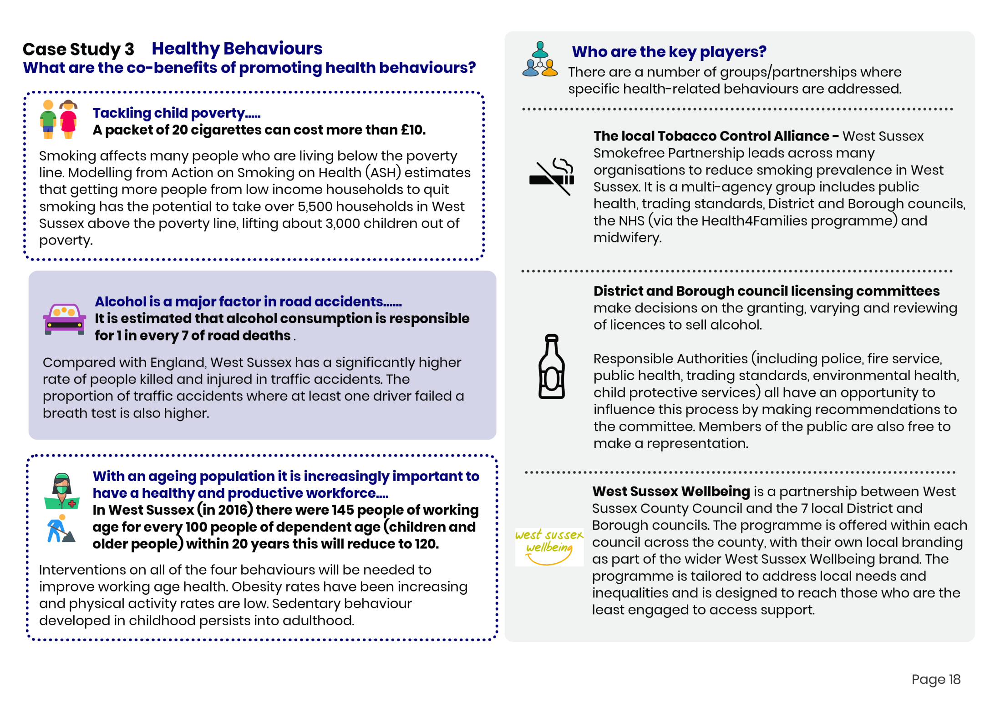 Case Study 3 Healthy Behaviours
What are the co-benefits of promoting health behaviours?
Tackling child poverty.....
A packet of 20 cigarettes can cost more than £10.
Smoking affects many people who are living below the poverty
line. Modelling from Action on Smoking on Health (ASH) estimates
that getting more people from low income households to quit
smoking has the potential to take over 5,500 households in West
Sussex above the poverty line, lifting about 3,000 children out of
poverty.
Alcohol is a major factor in road accidents......
It is estimated that alcohol consumption is responsible
for 1 in every 7 of road deaths .
Compared with England, West Sussex has a significantly higher
rate of people killed and injured in traffic accidents. The
proportion of traffic accidents where at least one driver failed a
breath test is also higher.
With an ageing population it is increasingly important to
have a healthy and productive workforce....
In West Sussex (in 2016) there were 145 people of working
age for every 100 people of dependent age (children and
older people) within 20 years this will reduce to 120.
Interventions on all of the four behaviours will be needed to
improve working age health. Obesity rates have been increasing
and physical activity rates are low. Sedentary behaviour
developed in childhood persists into adulthood.
Who are the key players?
There are a number of groups/partnerships where
specific health-related behaviours are addressed.
The local Tobacco Control Alliance - West Sussex
Smokefree Partnership leads across many
organisations to reduce smoking prevalence in West
Sussex. It is a multi-agency group includes public
health, trading standards, District and Borough councils,
the NHS (via the Health4Families programme) and
midwifery.
District and Borough council licensing committees
make decisions on the granting, varying and reviewing
of licences to sell alcohol.
Responsible Authorities (including police, fire service,
public health, trading standards, environmental health,
child protective services) all have an opportunity to
influence this process by making recommendations to
the committee. Members of the public are also free to
make a representation.
west sussex
wellbeing
West Sussex Wellbeing is a partnership between West
Sussex County Council and the 7 local District and
Borough councils. The programme is offered within each
council across the county, with their own local branding
as part of the wider West Sussex Wellbeing brand. The
programme is tailored to address local needs and
inequalities and is designed to reach those who are the
least engaged to access support.
Page 18